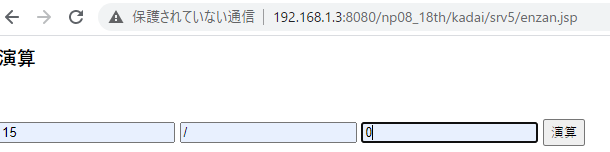 保護されていない通信 192.168.1.3:8080/np08_18th/kadai/srv5/enzan.jsp
演算
15 / 0 演算